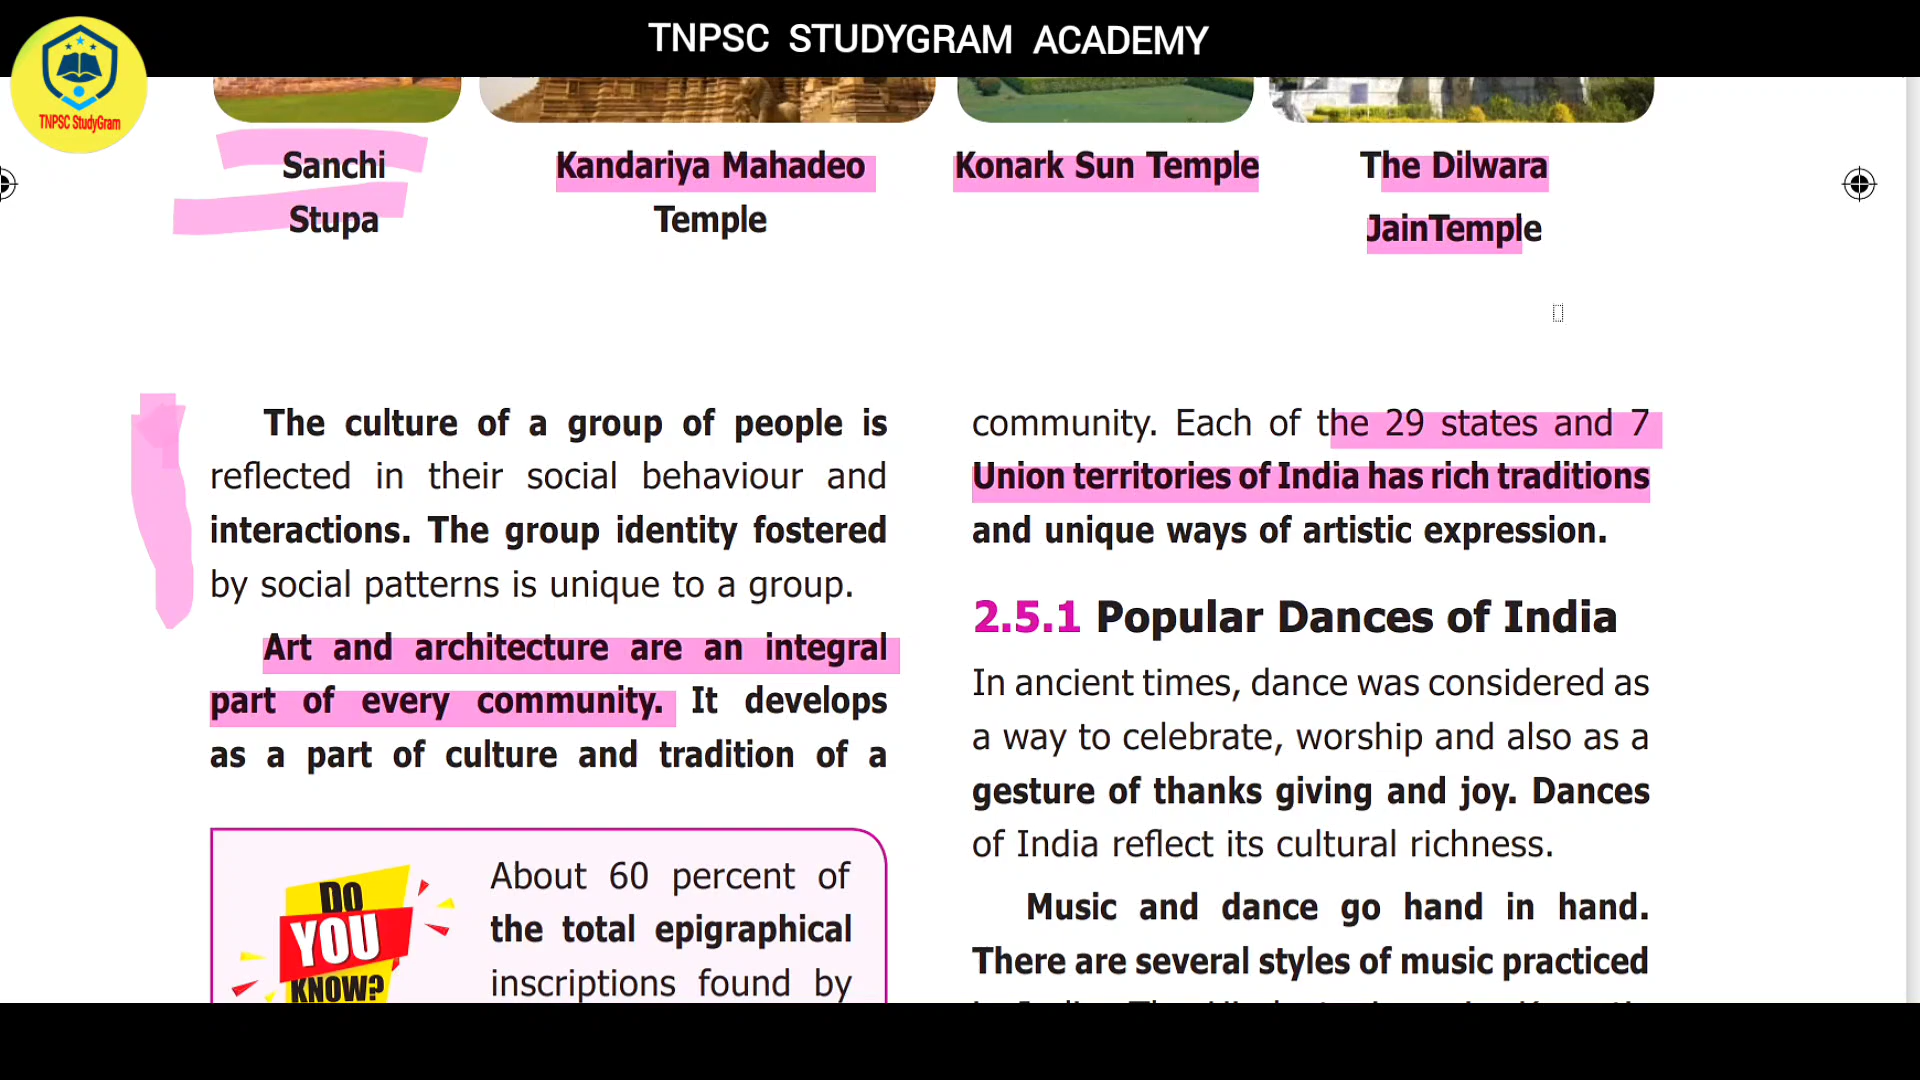 TNPSC STUDYGRAM ACADEMY
TNPSC StudyGram
Sanchi
Stupa
Kandariya Mahadeo
Temple
Konark Sun Temple
The Dilwara
JainTemple
The culture of a group of people is
reflected in their social behaviour and
interactions. The group identity fostered
by social patterns is unique to a group.
Art and architecture are an integral
part of every community. It develops
as a part of culture and tradition of a
DO
YOU
KNOW?
About 60 percent of
the total epigraphical
inscriptions found by
community. Each of the 29 states and 7
Union territories of India has rich traditions
and unique ways of artistic expression.
2.5.1 Popular Dances of India
In ancient times, dance was considered as
a way to celebrate, worship and also as a
gesture of thanks giving and joy. Dances
of India reflect its cultural richness.
Music and dance go hand in hand.
There are several styles of music practiced